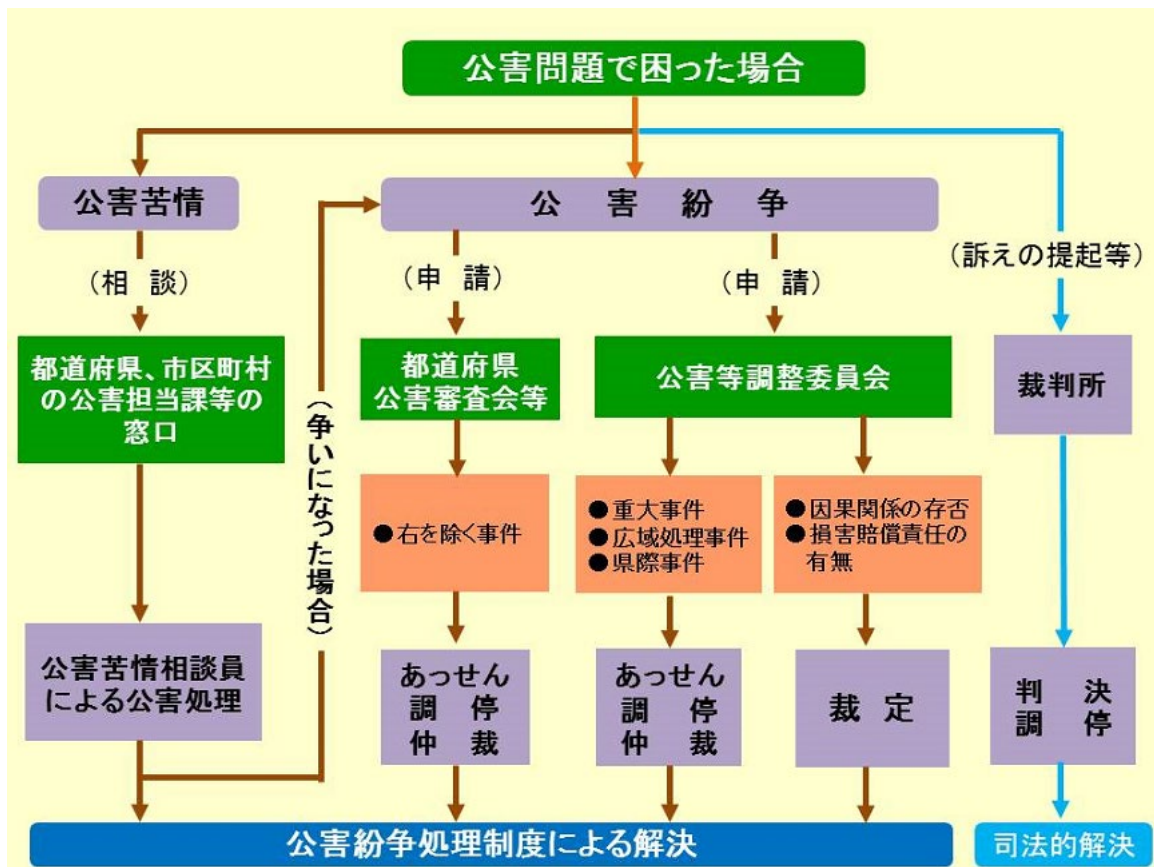 公害問題で困った場合
公害苦情
公害紛争
(相談)
(申請)
(申請)
(訴えの提起等)
都道府県、市区町村
の公害担当課等の
窓口
都道府県
公害審査会等
公害等調整委員会
裁判所
(争いになった場合)
●右を除く事件
●重大事件
●広域処理事件
●県際事件
●因果関係の存否
●損害賠償責任の
有無
公害苦情相談員
による公害処理
あっせん
調停
仲裁
あっせん
調停
仲裁
裁定
判決
調停
公害紛争処理制度による解決
司法的解決